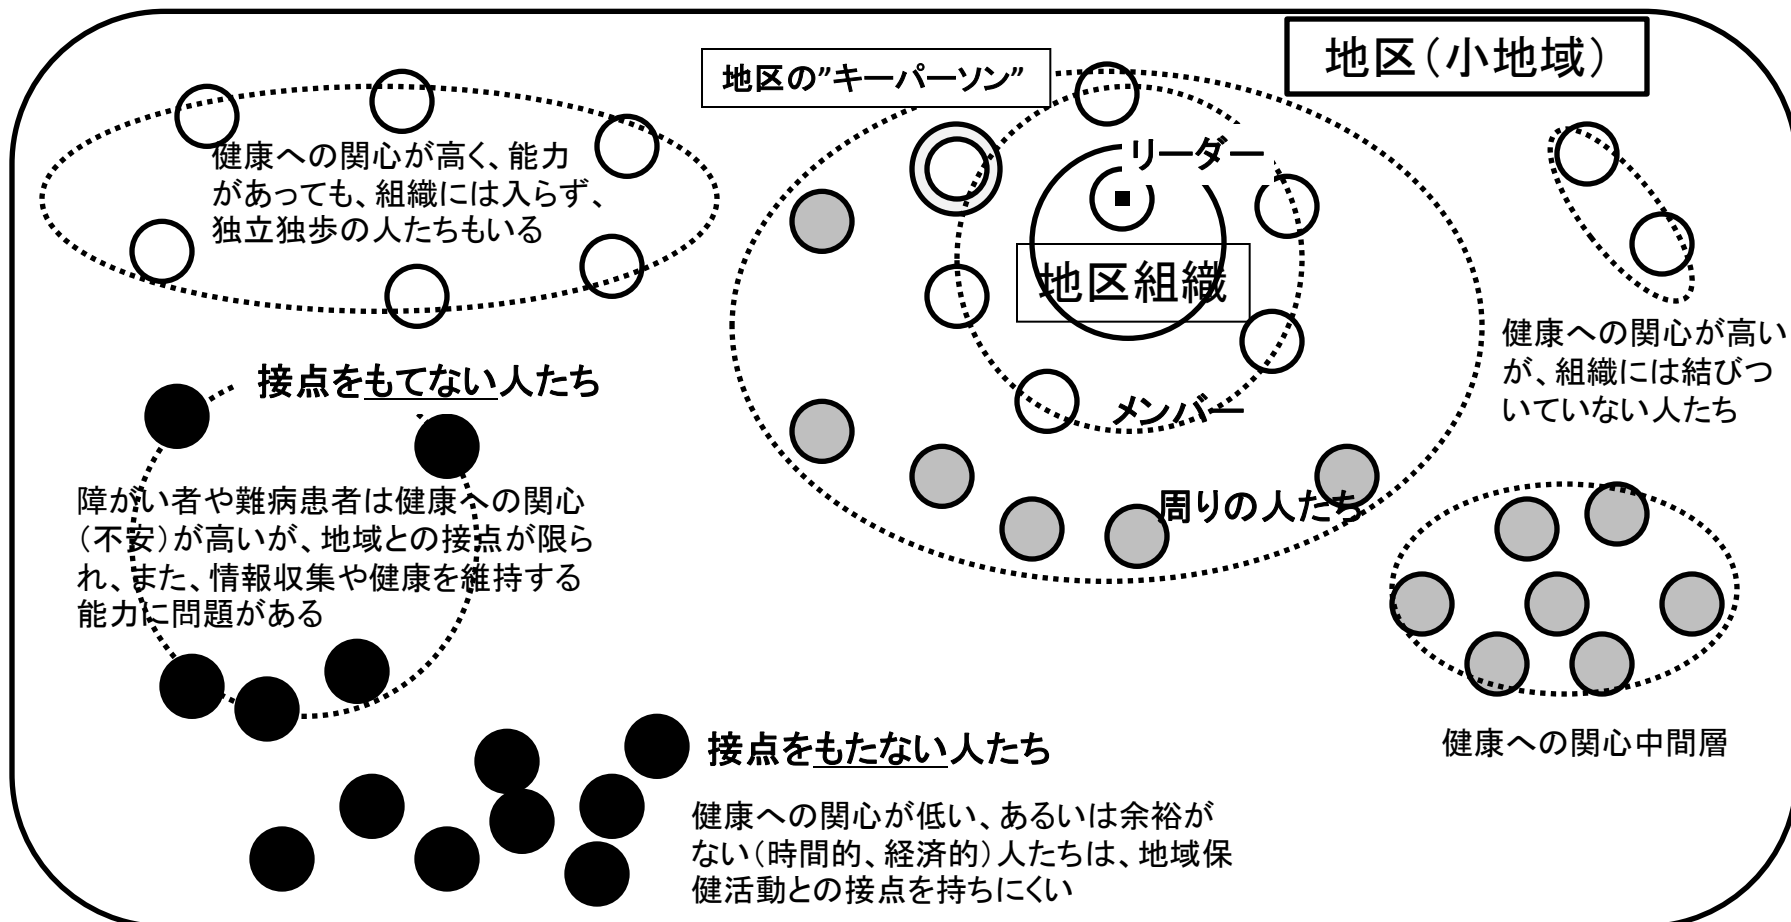 地区（小地域）
地区の”キーパーソン”
健康への関心が高く、能力
があっても、組織には入らず、
独立独歩の人たちもいる
リーダー
地区組織
メンバー
周りの人たち
健康への関心が高い
が、組織には結びつ
いていない人たち
接点をもてない人たち
障がい者や難病患者は健康への関心
（不安）が高いが、地域との接点が限ら
れ、また、情報収集や健康を維持する
能力に問題がある
健康への関心中間層
接点をもたない人たち
健康への関心が低い、あるいは余裕が
ない（時間的、経済的）人たちは、地域保
健活動との接点を持ちにくい